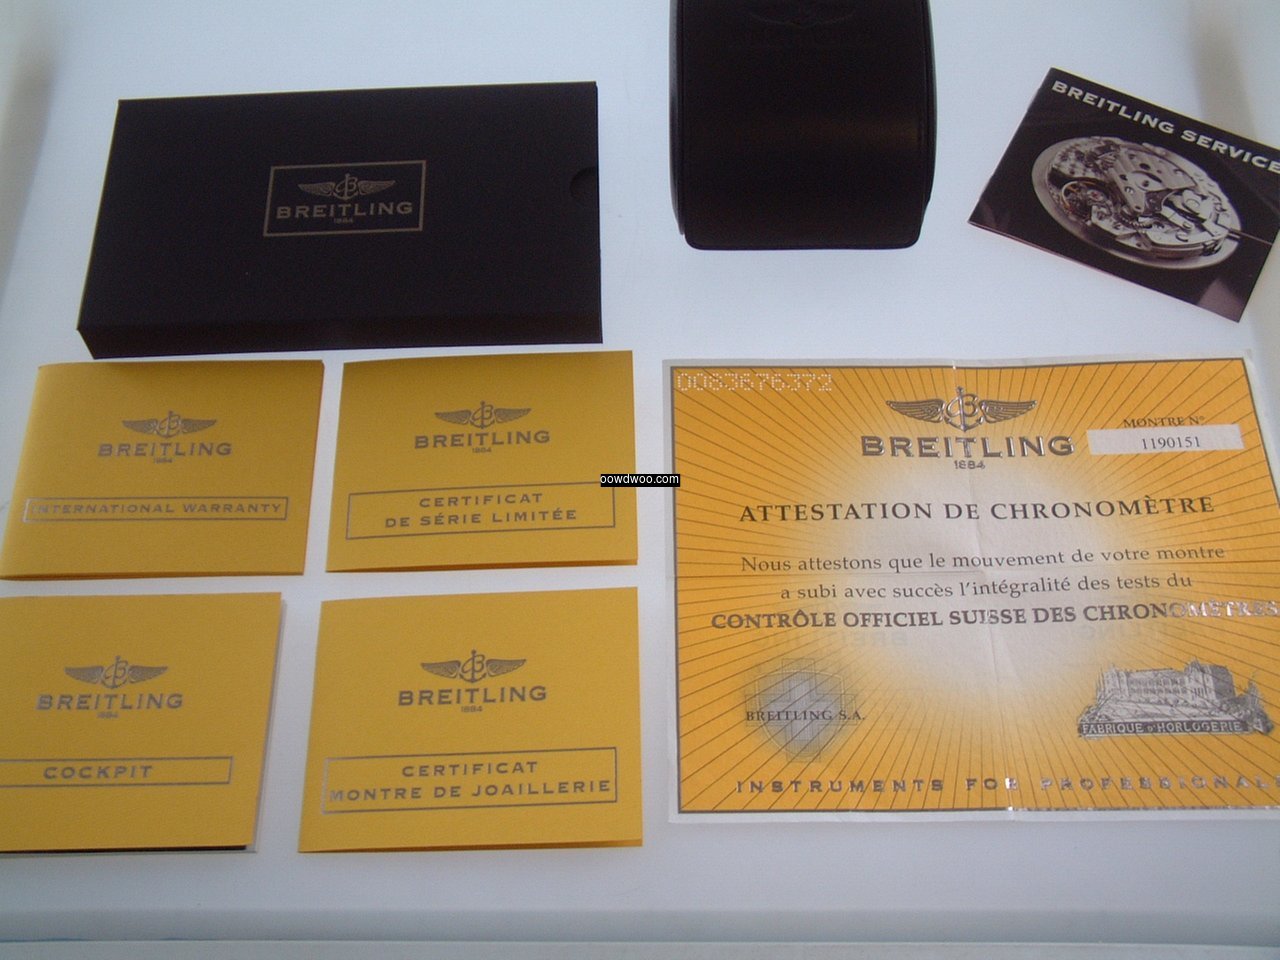 BREITLING
1884
BREITLING SERVICE
BREITLING
1884
INTERNATIONAL WARRANTY
BREITLING
1884
CERTIFICAT
DE SÉRIE LIMITÉE
oowdwoo.com
BREITLING
1884
COCKPIT
BREITLING
1884
CERTIFICAT
MONTRE DE JOAILLERIE
0083676372
BREITLING
1884
MONTRE N°
1190151
ATTESTATION DE CHRONOMÈTRE
Nous attestons que le mouvement de votre montre
a subi avec succès l'intégralité des tests du
CONTRÔLE OFFICIEL SUISSE DES CHRONOMÈTRES
BREITLING S.A.
FABRIQUE D'HORLOGERIE
INSTRUMENTS FOR PROFESSIONAL